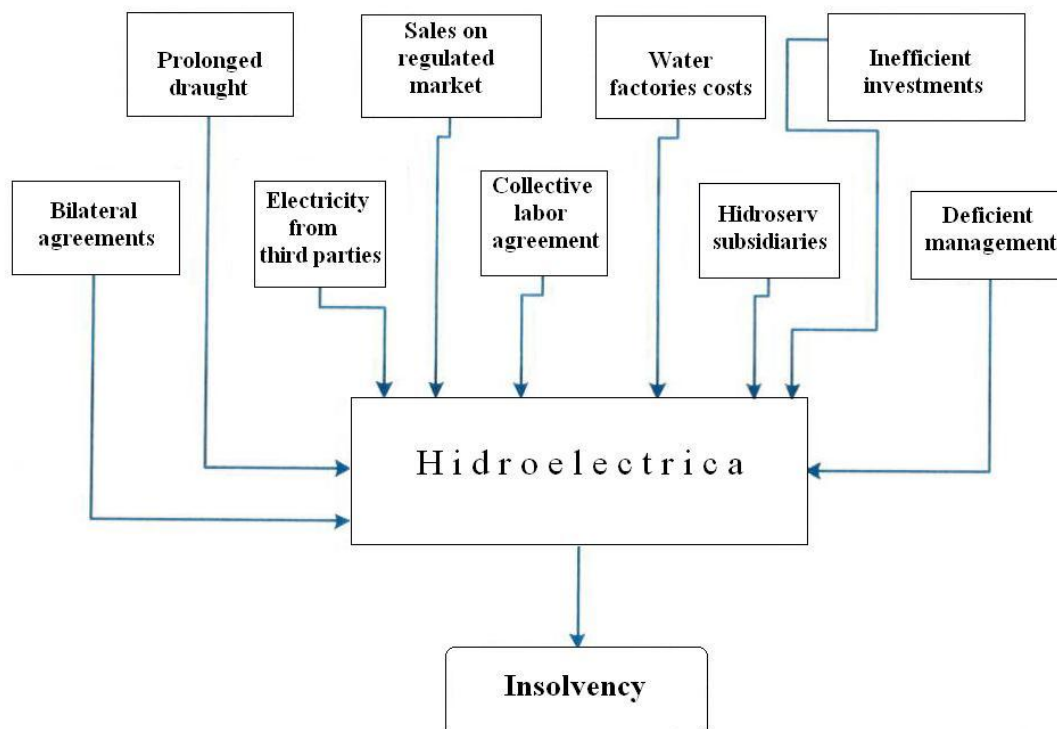 Prolonged
draught
Sales on
regulated
market
Water
factories costs
Inefficient
investments
Bilateral
agreements
Electricity
from
third parties
Collective
labor
agreement
Hidroserv
subsidiaries
Deficient
management
Hidroelectrica
Insolvency